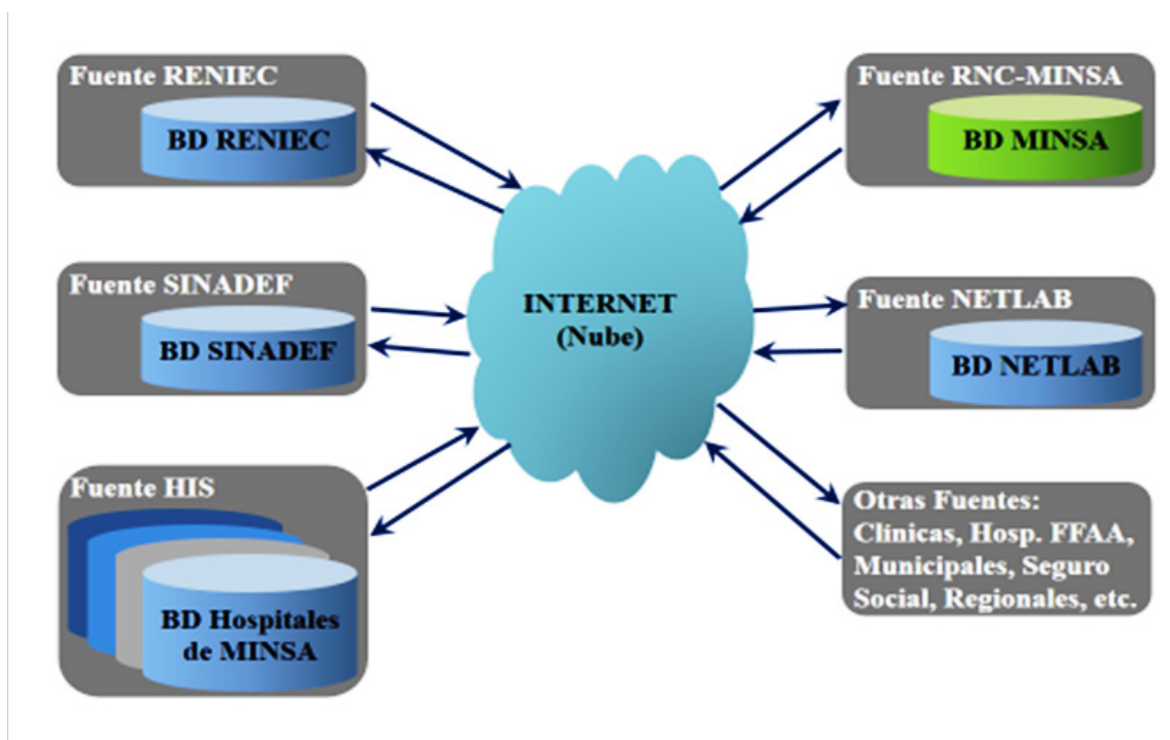 Fuente RENIEC
BD RENIEC
Fuente SINADEF
BD SINADEF
Fuente HIS
BD Hospitales
de MINSA
INTERNET
(Nube)
Fuente RNC-MINSA
BD MINSA
Fuente NETLAB
BD NETLAB
Otras Fuentes:
Clínicas, Hosp. FFAA,
Municipales, Seguro
Social, Regionales, etc.